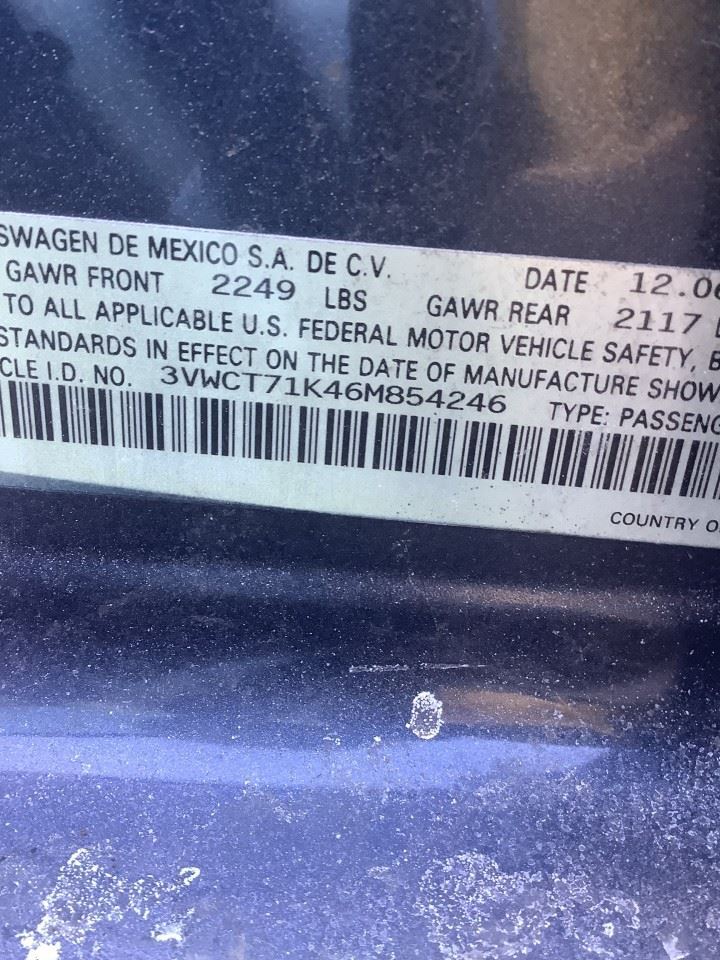 SWAGEN DE MEXICO S.A. DE C.V. DATE 12.0
GAWR FRONT 2249 LBS GAWR REAR 2117
TO ALL APPLICABLE U.S. FEDERAL MOTOR VEHICLE SAFETY,
STANDARDS IN EFFECT ON THE DATE OF MANUFACTURE SHOW
CLE I.D. NO. 3VWCT71K46M854246 TYPE: PASSENG
COUNTRY O